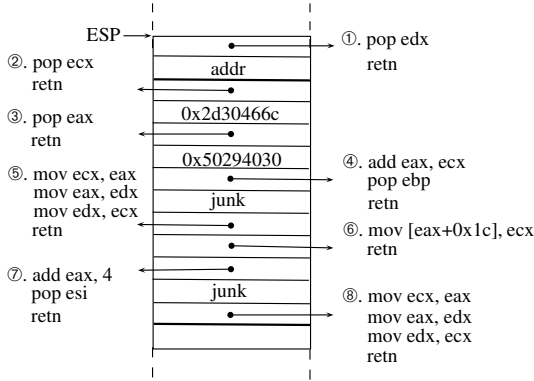 ESP
①. pop edx
retn
②. pop ecx
retn
addr
③. pop eax
retn
0x2d30466c
0x50294030
④. add eax, ecx
pop ebp
retn
⑤. mov ecx, eax
mov eax, edx
mov edx, ecx
retn
junk
⑥. mov [eax+0x1c], ecx
retn
⑦. add eax, 4
pop esi
retn
junk
⑧. mov ecx, eax
mov eax, edx
mov edx, ecx
retn